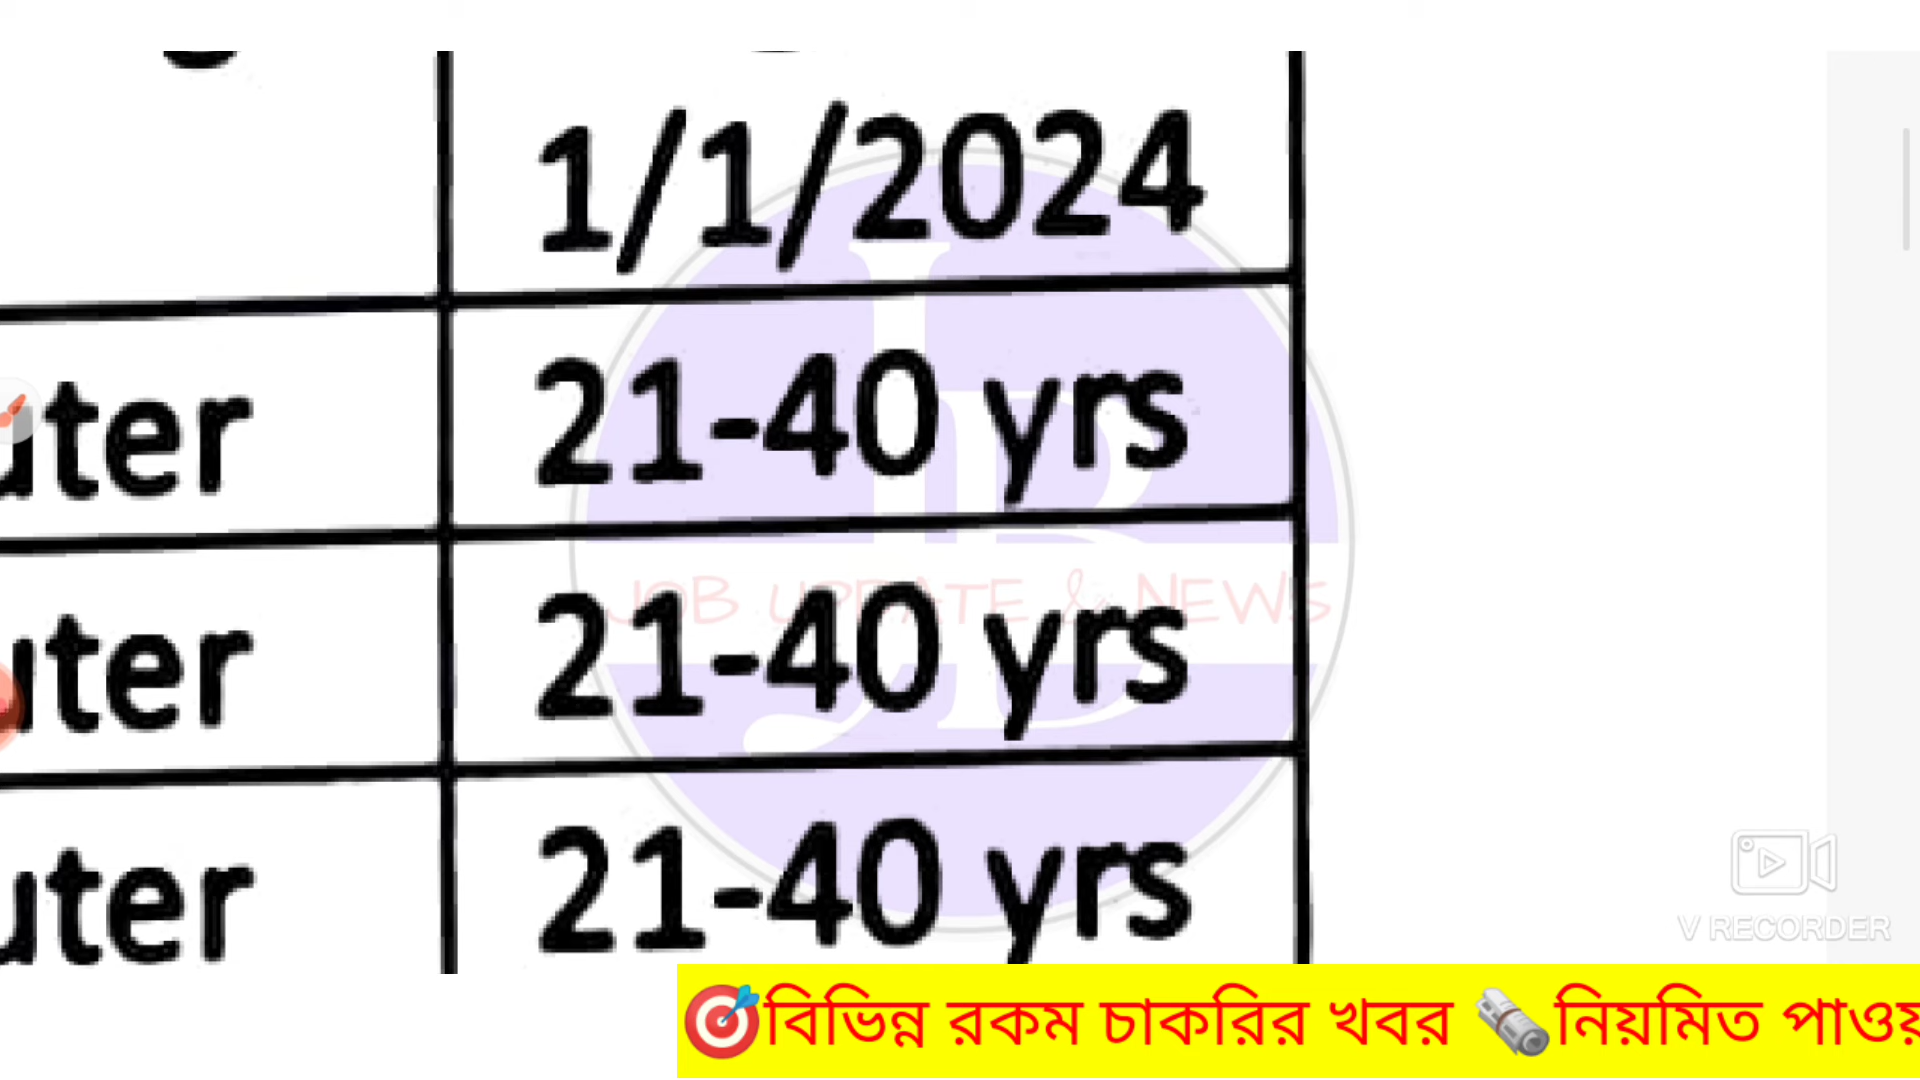 1/1/2024
uter 21-40 yrs
JOB UPDATE & NEWS
uter 21-40 yrs
uter 21-40 yrs
V RECORDER
🎯বিভিন্ন রকম চাকরির খবর 🗞️নিয়মিত পাওয়